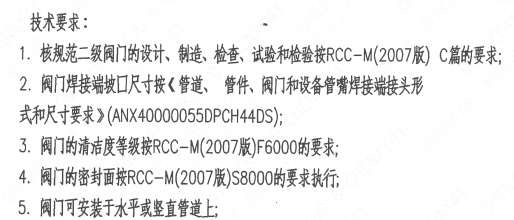 技术要求：
1. 核规范二级阀门的设计、制造、检查、试验和检验按RCC-M(2007版) C篇的要求;
2. 阀门焊接端坡口尺寸按《管道、 管件、阀门和设备管嘴焊接端接头形
式和尺寸要求》(ANX40000055DPCH44DS);
3. 阀门的清洁度等级按RCC-M(2007版)F6000的要求;
4. 阀门的密封面按RCC-M(2007版)S8000的要求执行;
5. 阀门可安装于水平或竖直管道上;